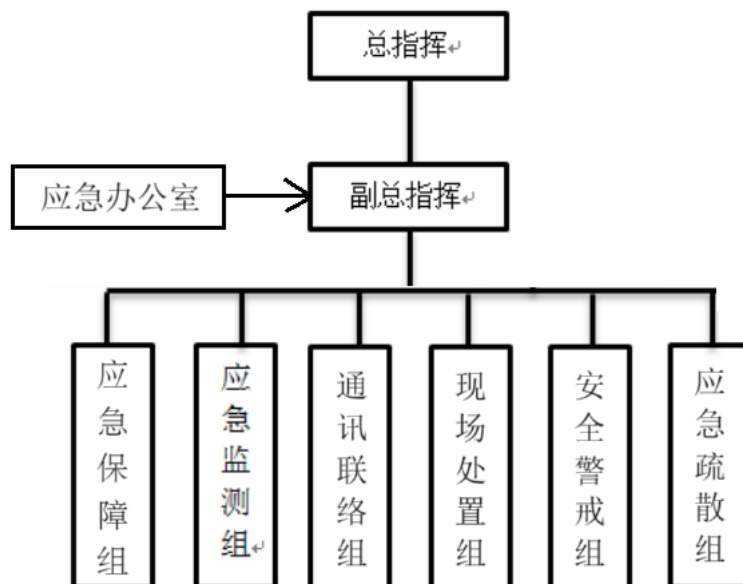 总指挥
应急办公室
副总指挥
应急保障组
应急监测组
通讯联络组
现场处置组
安全警戒组
应急疏散组